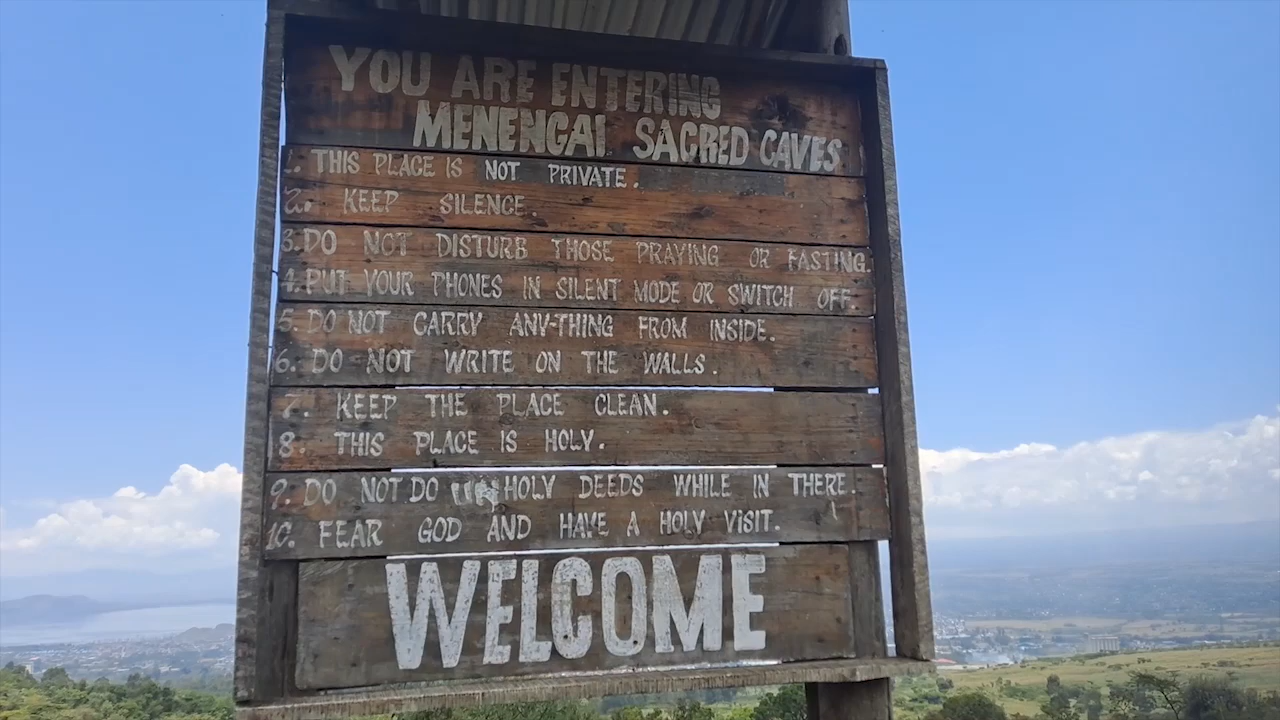 YOU ARE ENTERING
MENENGAI SACRED CAVES
1. THIS PLACE IS NOT PRIVATE.
2. KEEP SILENCE.
3. DO NOT DISTURB THOSE PRAYING OR FASTING.
4. PUT YOUR PHONES IN SILENT MODE OR SWITCH OFF.
5. DO NOT CARRY ANY-THING FROM INSIDE.
6. DO NOT WRITE ON THE WALLS.
7. KEEP THE PLACE CLEAN.
8. THIS PLACE IS HOLY.
9. DO NOT DO UNHOLY DEEDS WHILE IN THERE.
10. FEAR GOD AND HAVE A HOLY VISIT.
WELCOME